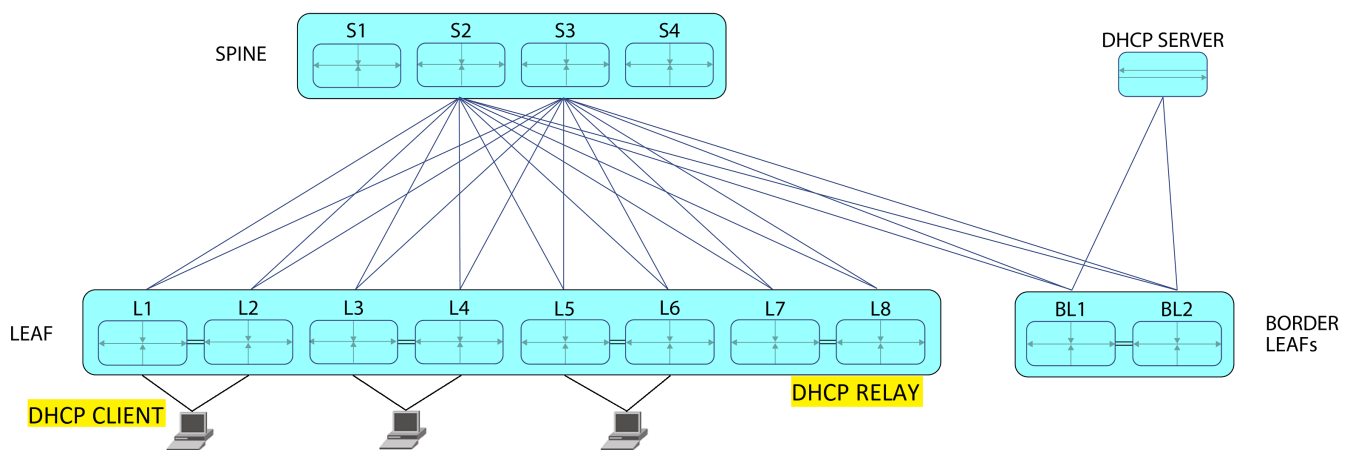 S1 S2 S3 S4
SPINE
DHCP SERVER
L1 L2 L3 L4 L5 L6 L7 L8
BL1 BL2
LEAF
BORDER
LEAFs
DHCP CLIENT
DHCP RELAY